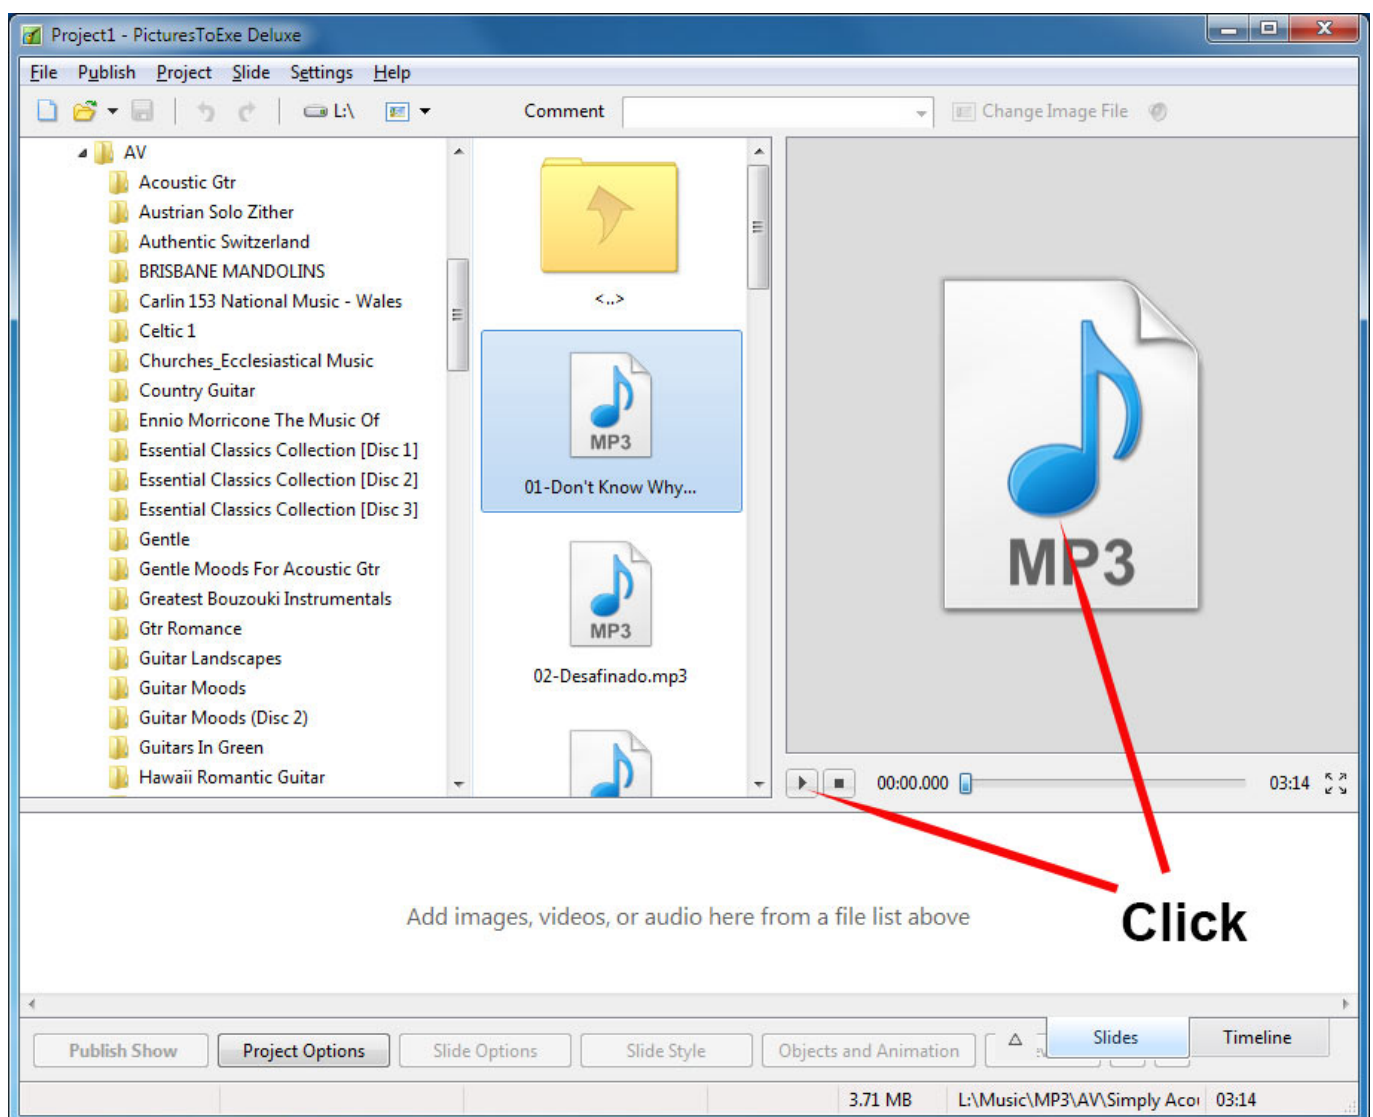 Project1 - PicturesToExe Deluxe
File Publish Project Slide Settings Help
L:\ Comment Change Image File
AV
Acoustic Gtr
Austrian Solo Zither
Authentic Switzerland
BRISBANE MANDOLINS
Carlin 153 National Music - Wales
Celtic 1
Churches_Ecclesiastical Music
Country Guitar
Ennio Morricone The Music Of
Essential Classics Collection [Disc 1]
Essential Classics Collection [Disc 2]
Essential Classics Collection [Disc 3]
Gentle
Gentle Moods For Acoustic Gtr
Greatest Bouzouki Instrumentals
Gtr Romance
Guitar Landscapes
Guitar Moods
Guitar Moods (Disc 2)
Guitars In Green
Hawaii Romantic Guitar
<..>
MP3
01-Don't Know Why...
MP3
02-Desafinado.mp3
MP3
00:00.000 03:14
Click
Add images, videos, or audio here from a file list above
Publish Show Project Options Slide Options Slide Style Objects and Animation Slides Timeline
3.71 MB L:\Music\MP3\AV\Simply 03:14